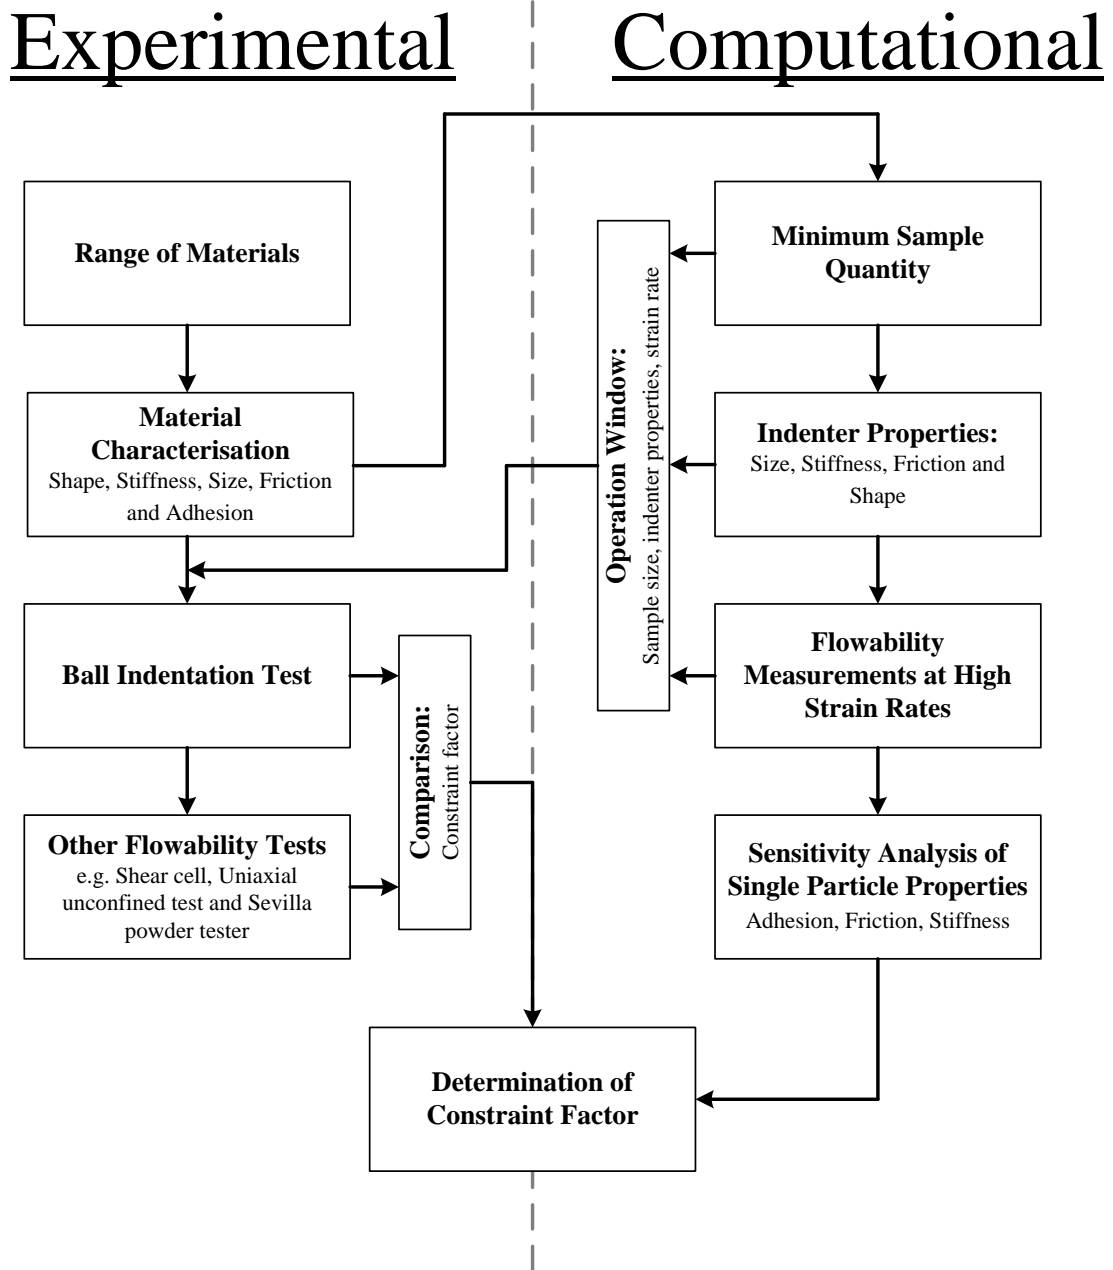 Experimental
Computational
Range of Materials
Minimum Sample
Quantity
Material
Characterisation
Shape, Stiffness, Size, Friction
and Adhesion
Operation Window:
Sample size, indenter properties, strain rate
Indenter Properties:
Size, Stiffness, Friction and
Shape
Ball Indentation Test
Comparison:
Constraint factor
Flowability
Measurements at High
Strain Rates
Other Flowability Tests
e.g. Shear cell, Uniaxial
unconfined test and Sevilla
powder tester
Sensitivity Analysis of
Single Particle Properties
Adhesion, Friction, Stiffness
Determination of
Constraint Factor